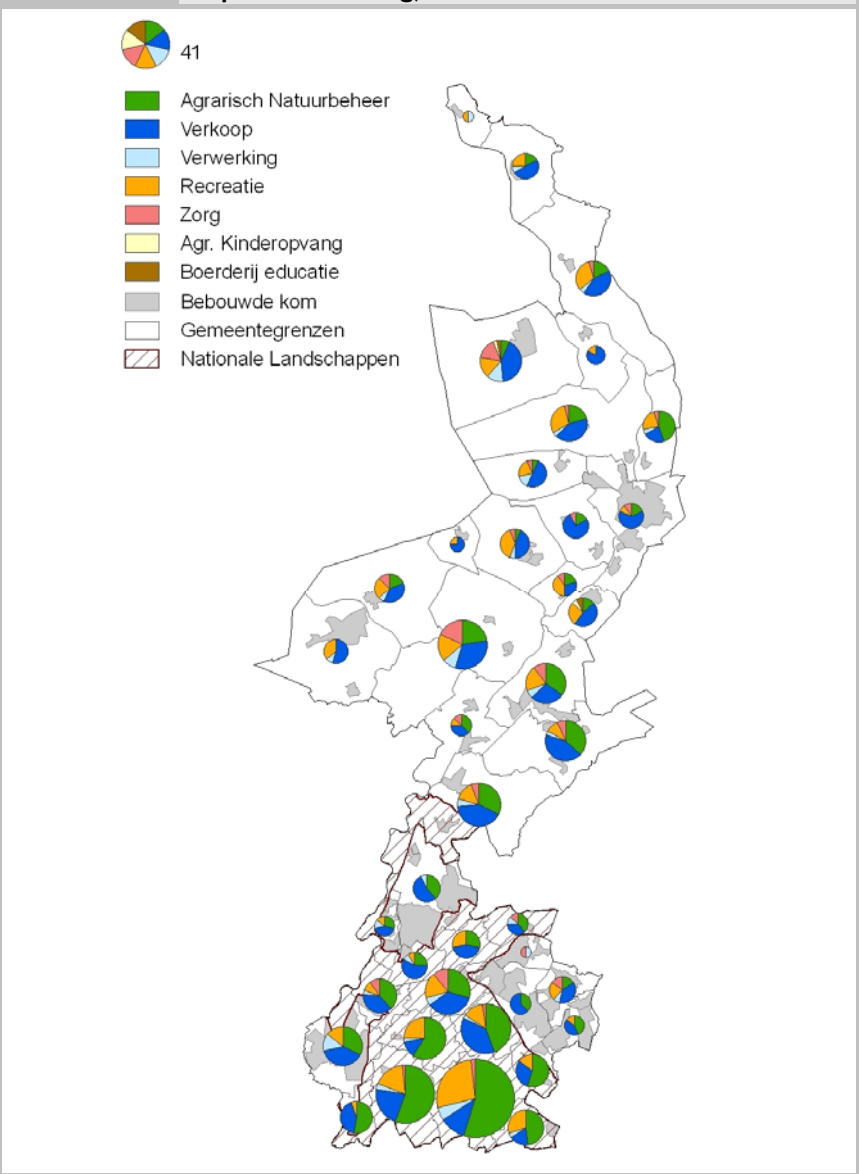 41
Agrarisch Natuurbeheer
Verkoop
Verwerking
Recreatie
Zorg
Agr. Kinderopvang
Boerderij educatie
Bebouwde kom
Gemeentegrenzen
Nationale Landschappen